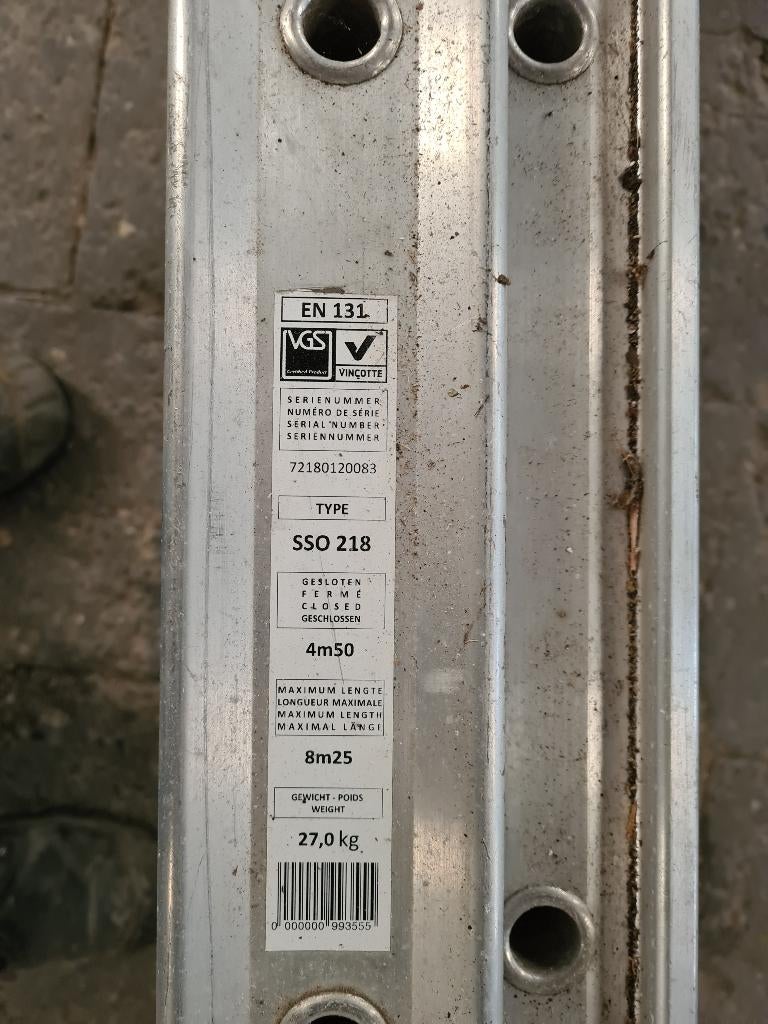 EN 131
VGS
Certified Product
VINÇOTTE
SERIENUMMER
NUMÉRO DE SÉRIE
SERIAL NUMBER
SERIENNUMMER
72180120083
TYPE
SSO 218
GESLOTEN
FERMÉ
CLOSED
GESCHLOSSEN
4m50
MAXIMUM LENGTE
LONGUEUR MAXIMALE
MAXIMUM LENGTH
MAXIMAL LÄNGE
8m25
GEWICHT - POIDS
WEIGHT
27,0 kg
0 000000 993555